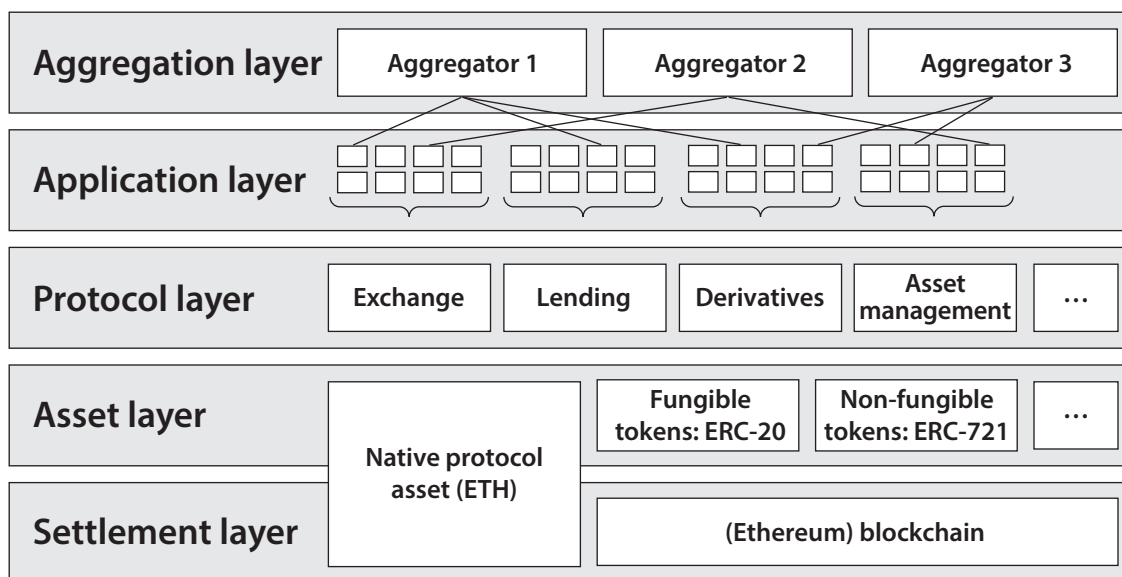 Aggregation layer
Aggregator 1
Aggregator 2
Aggregator 3
Application layer
Protocol layer
Exchange
Lending
Derivatives
Asset
management
...
Asset layer
Fungible
tokens: ERC-20
Non-fungible
tokens: ERC-721
...
Native protocol
asset (ETH)
Settlement layer
(Ethereum) blockchain